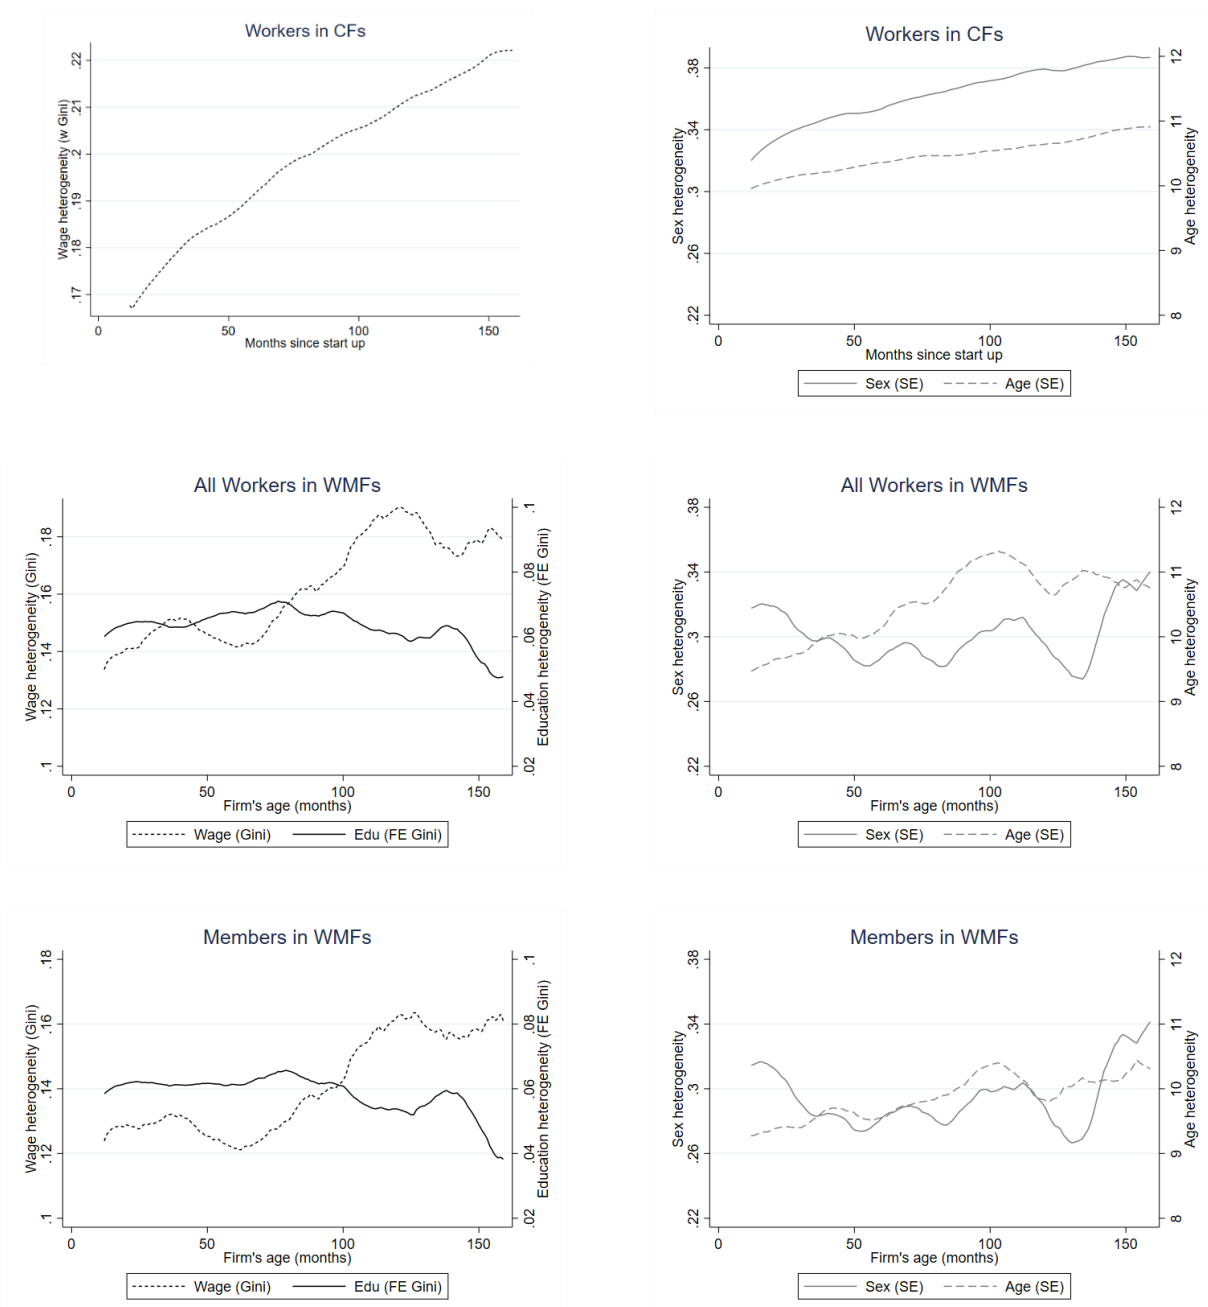 Workers in CFs
Wage heterogeneity (w Gini)
.22
.21
.2
.19
.18
.17
0 50 100 150
Months since start up
Workers in CFs
Sex heterogeneity
.38
.34
.3
.26
.22
12
11
10
9
8
Age heterogeneity
0 50 100 150
Months since start up
Sex (SE) Age (SE)
All Workers in WMFs
Wage heterogeneity (Gini)
.18
.16
.14
.12
.1
.1
.08
.06
.04
.02
Education heterogeneity (FE Gini)
0 50 100 150
Firm's age (months)
Wage (Gini) Edu (FE Gini)
All Workers in WMFs
Sex heterogeneity
.38
.34
.3
.26
.22
12
11
10
9
8
Age heterogeneity
0 50 100 150
Firm's age (months)
Sex (SE) Age (SE)
Members in WMFs
Wage heterogeneity (Gini)
.18
.16
.14
.12
.1
.1
.08
.06
.04
.02
Education heterogeneity (FE Gini)
0 50 100 150
Firm's age (months)
Wage (Gini) Edu (FE Gini)
Members in WMFs
Sex heterogeneity
.38
.34
.3
.26
.22
12
11
10
9
8
Age heterogeneity
0 50 100 150
Firm's age (months)
Sex (SE) Age (SE)